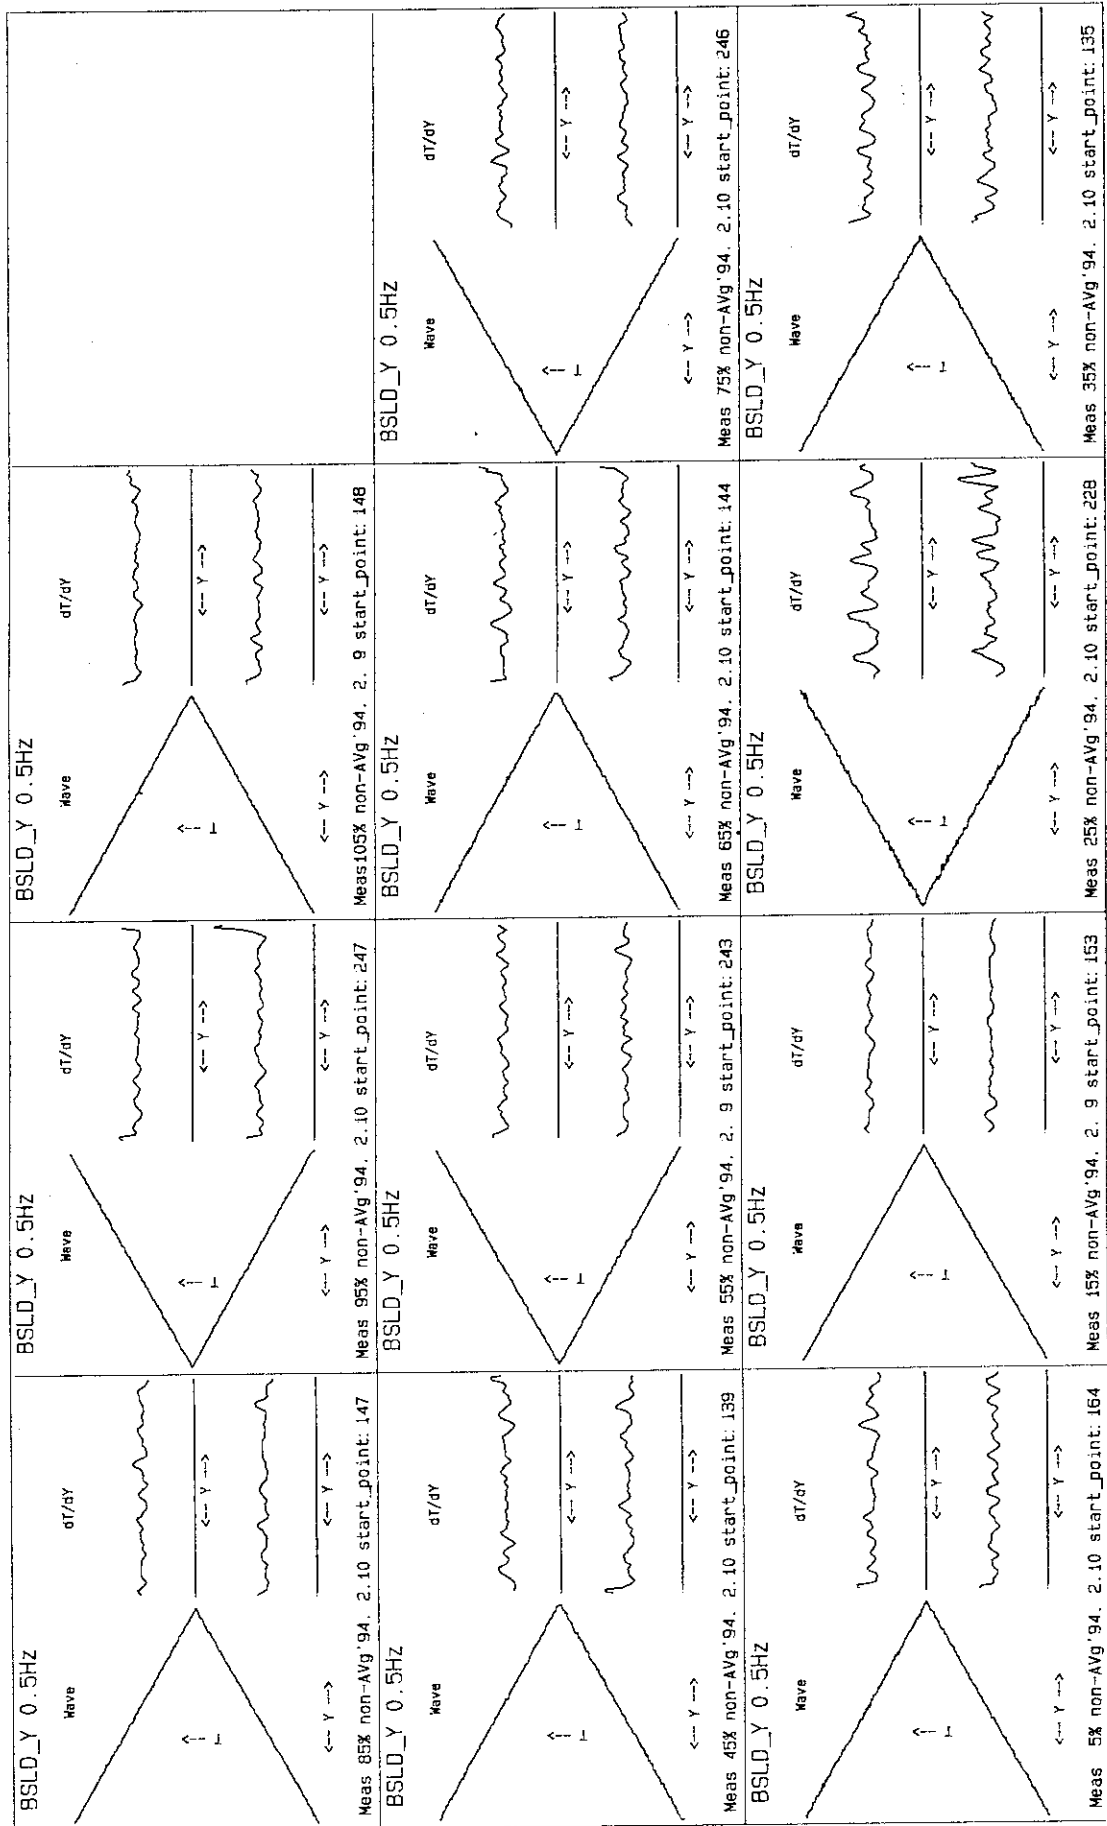 BSLD_Y 0.5Hz
Wave
dT/dY
T -->
<-- Y -->
<-- Y -->
<-- Y -->
Meas 85% non-AVg'94. 2.10 start_point: 147
BSLD_Y 0.5Hz
Wave
dT/dY
T -->
<-- Y -->
<-- Y -->
<-- Y -->
Meas 95% non-AVg'94. 2.10 start_point: 247
BSLD_Y 0.5Hz
Wave
dT/dY
T -->
<-- Y -->
<-- Y -->
<-- Y -->
Meas105% non-AVg'94. 2. 9 start_point: 148
BSLD_Y 0.5Hz
Wave
dT/dY
T -->
<-- Y -->
<-- Y -->
<-- Y -->
Meas 45% non-AVg'94. 2.10 start_point: 139
BSLD_Y 0.5Hz
Wave
dT/dY
T -->
<-- Y -->
<-- Y -->
<-- Y -->
Meas 55% non-AVg'94. 2. 9 start_point: 243
BSLD_Y 0.5Hz
Wave
dT/dY
T -->
<-- Y -->
<-- Y -->
<-- Y -->
Meas 65% non-AVg'94. 2.10 start_point: 144
BSLD_Y 0.5Hz
Wave
dT/dY
T -->
<-- Y -->
<-- Y -->
<-- Y -->
Meas 75% non-AVg'94. 2.10 start_point: 246
BSLD_Y 0.5Hz
Wave
dT/dY
T -->
<-- Y -->
<-- Y -->
<-- Y -->
Meas 5% non-AVg'94. 2.10 start_point: 164
BSLD_Y 0.5Hz
Wave
dT/dY
T -->
<-- Y -->
<-- Y -->
<-- Y -->
Meas 15% non-AVg'94. 2. 9 start_point: 153
BSLD_Y 0.5Hz
Wave
dT/dY
T -->
<-- Y -->
<-- Y -->
<-- Y -->
Meas 25% non-AVg'94. 2.10 start_point: 228
BSLD_Y 0.5Hz
Wave
dT/dY
T -->
<-- Y -->
<-- Y -->
<-- Y -->
Meas 35% non-AVg'94. 2.10 start_point: 135